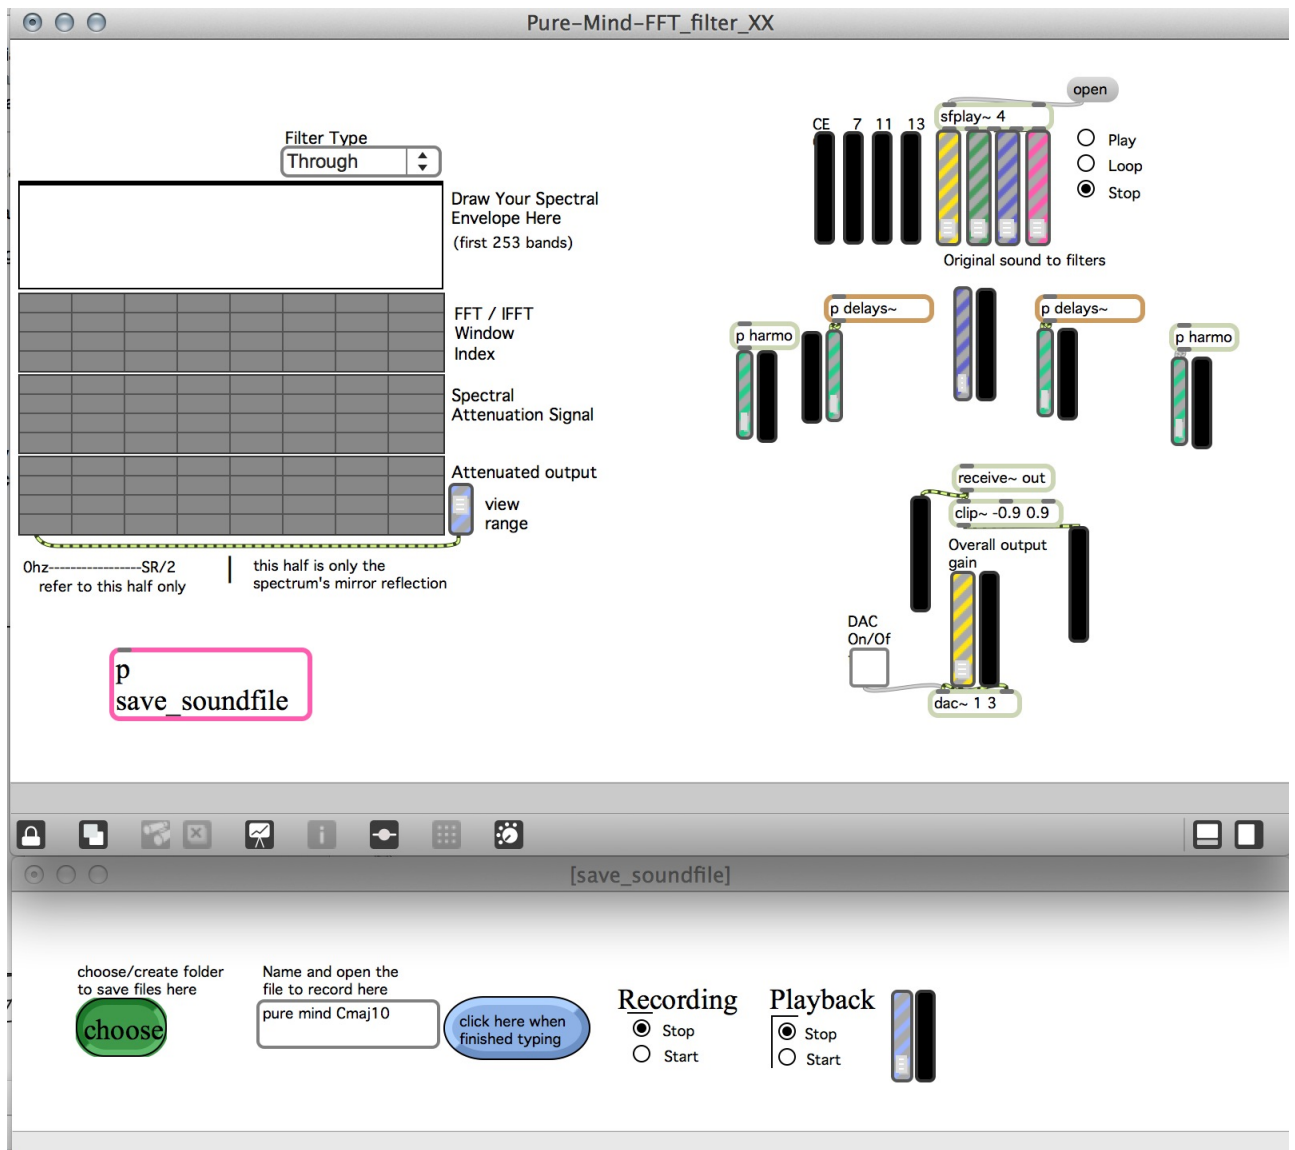 Pure-Mind-FFT_filter_XX
open
sfplay~ 4
CE 7 11 13
Play
Loop
Stop
Filter Type
Through
Draw Your Spectral
Envelope Here
(first 253 bands)
Original sound to filters
FFT / IFFT
Window
Index
p delays~
p delays~
p harmo
p harmo
Spectral
Attenuation Signal
Attenuated output
view
range
receive~ out
clip~ -0.9 0.9
Overall output
gain
0hz-----------------SR/2
refer to this half only
this half is only the
spectrum's mirror reflection
DAC
On/Of
p
save_soundfile
dac~ 1 3
[save_soundfile]
choose/create folder
to save files here
choose
Name and open the
file to record here
pure mind Cmaj10
click here when
finished typing
Recording
Stop
Start
Playback
Stop
Start